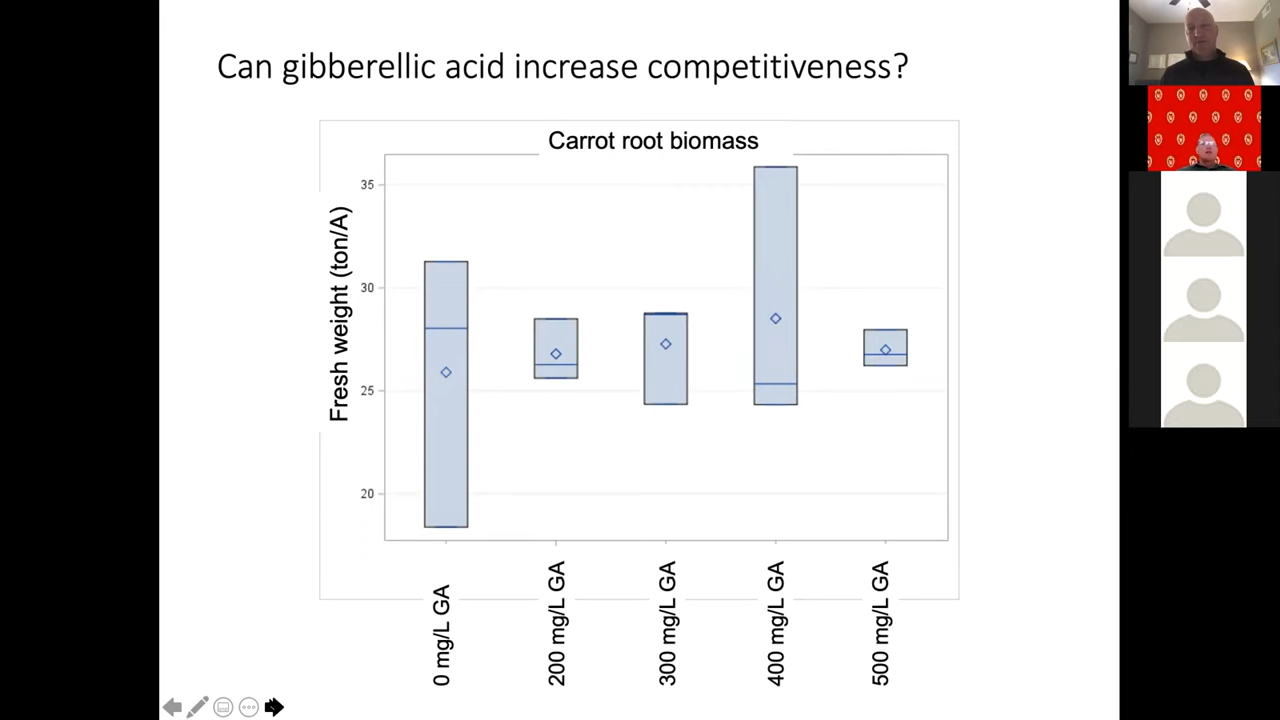 Can gibberellic acid increase competitiveness?
Carrot root biomass
Fresh weight (ton/A)
35
30
25
20
0 mg/L GA
200 mg/L GA
300 mg/L GA
400 mg/L GA
500 mg/L GA